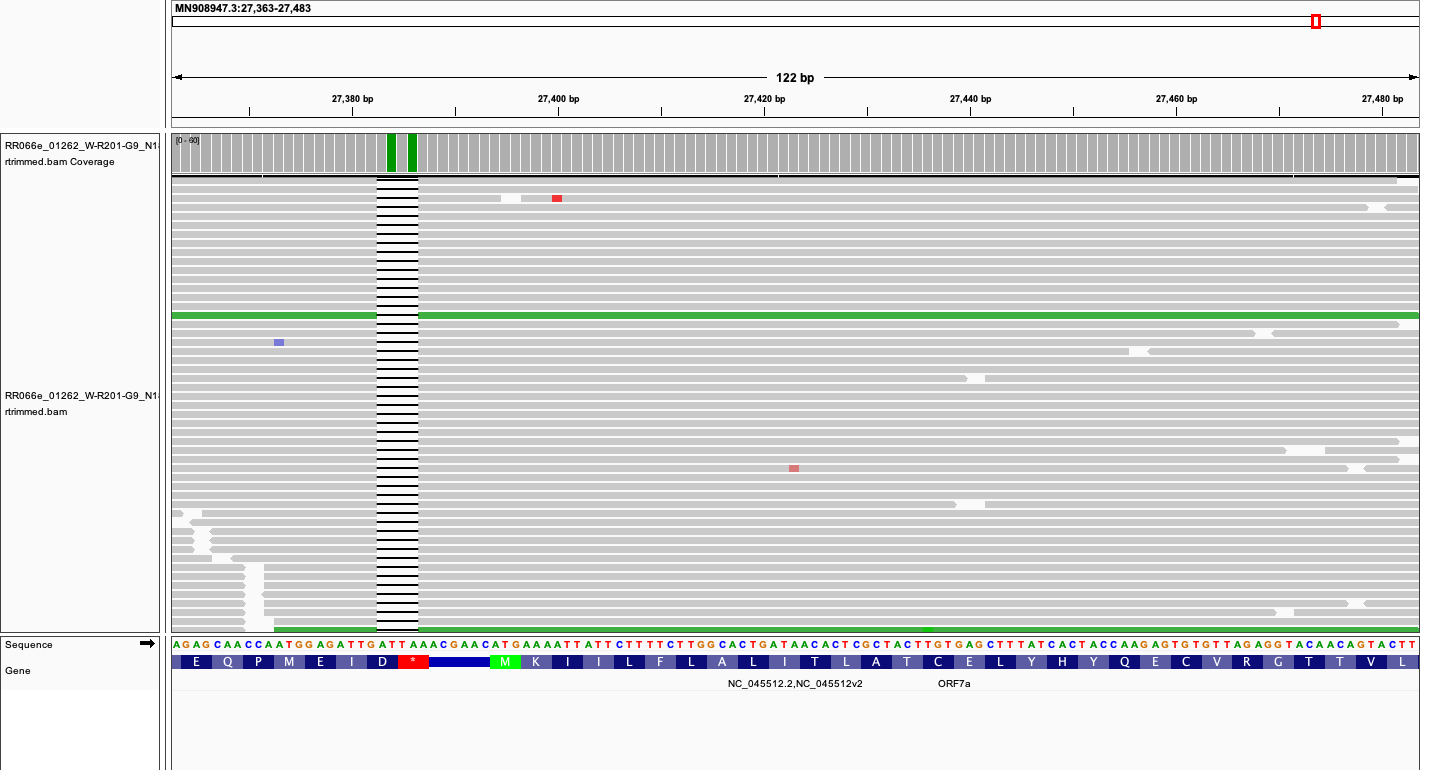 MN908947.3:27,363-27,483
122 bp
27,380 bp 27,400 bp 27,420 bp 27,440 bp 27,460 bp 27,480 bp
RR066e_01262_W-R201-G9_N1
rtrimmed.bam Coverage
[0 - 60]
RR066e_01262_W-R201-G9_N1
rtrimmed.bam
Sequence
AGAGCAACCAATGGAGATTGATTAAACGAACATGAAAATTATTCTTTTCTTGGCACTGATAACACTCGCTACTTGTGAGCTTTATCACTACCAAGAGTGTGTTAGAGGTACAACAGTACTT
Gene
E Q P M E I D * M K I I L F L A L I T L A T C E L Y H Y Q E C V R G T T V L
NC_045512.2,NC_045512v2 ORF7a